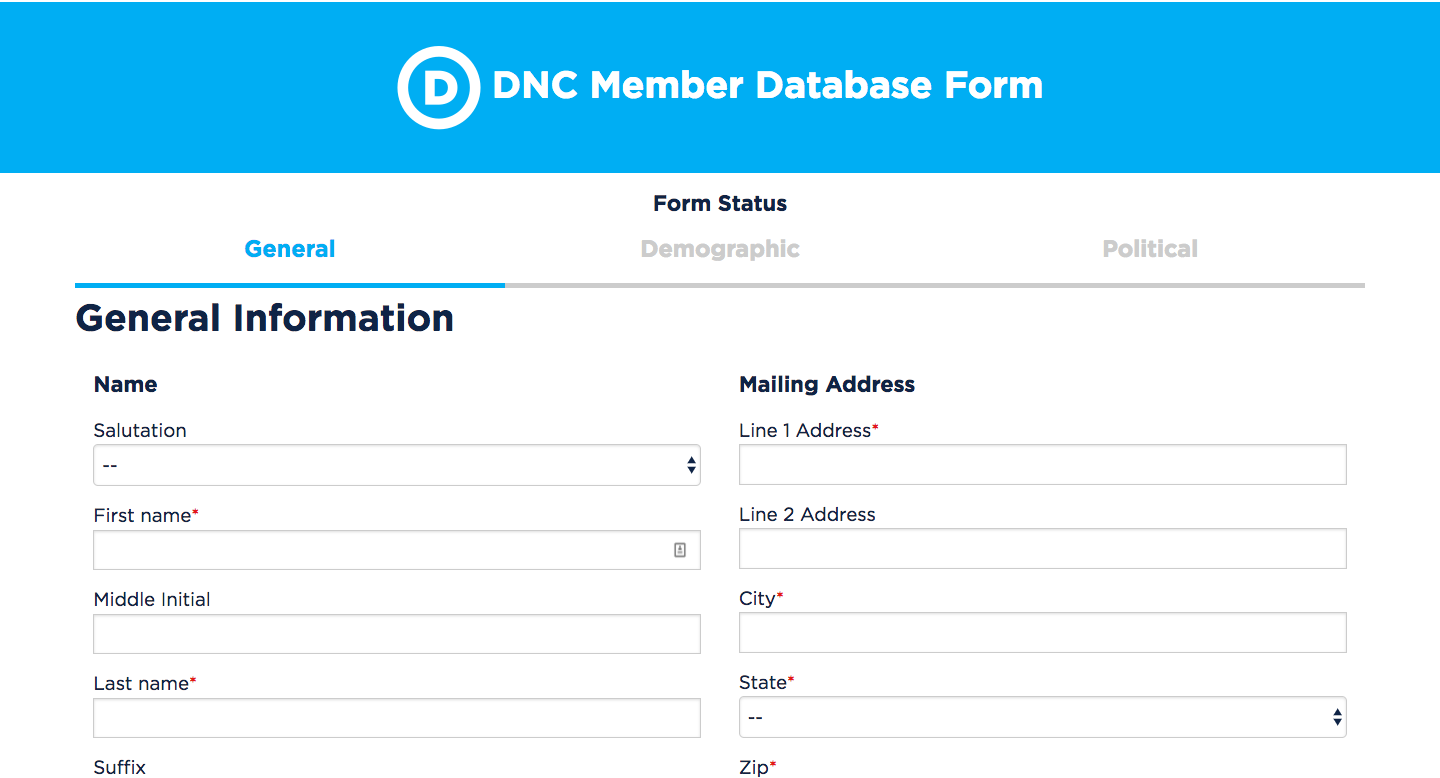 D DNC Member Database Form
Form Status
General Demographic Political
General Information
Name
Salutation
--
First name*
Middle Initial
Last name*
Suffix
Mailing Address
Line 1 Address*
Line 2 Address
City*
State*
--
Zip*